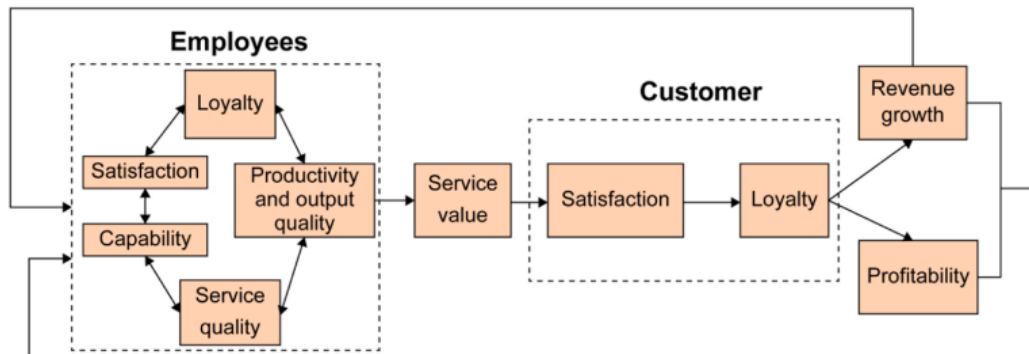 Employees
Loyalty
Satisfaction
Capability
Service
quality
Productivity
and output
quality
Service
value
Customer
Satisfaction
Loyalty
Revenue
growth
Profitability